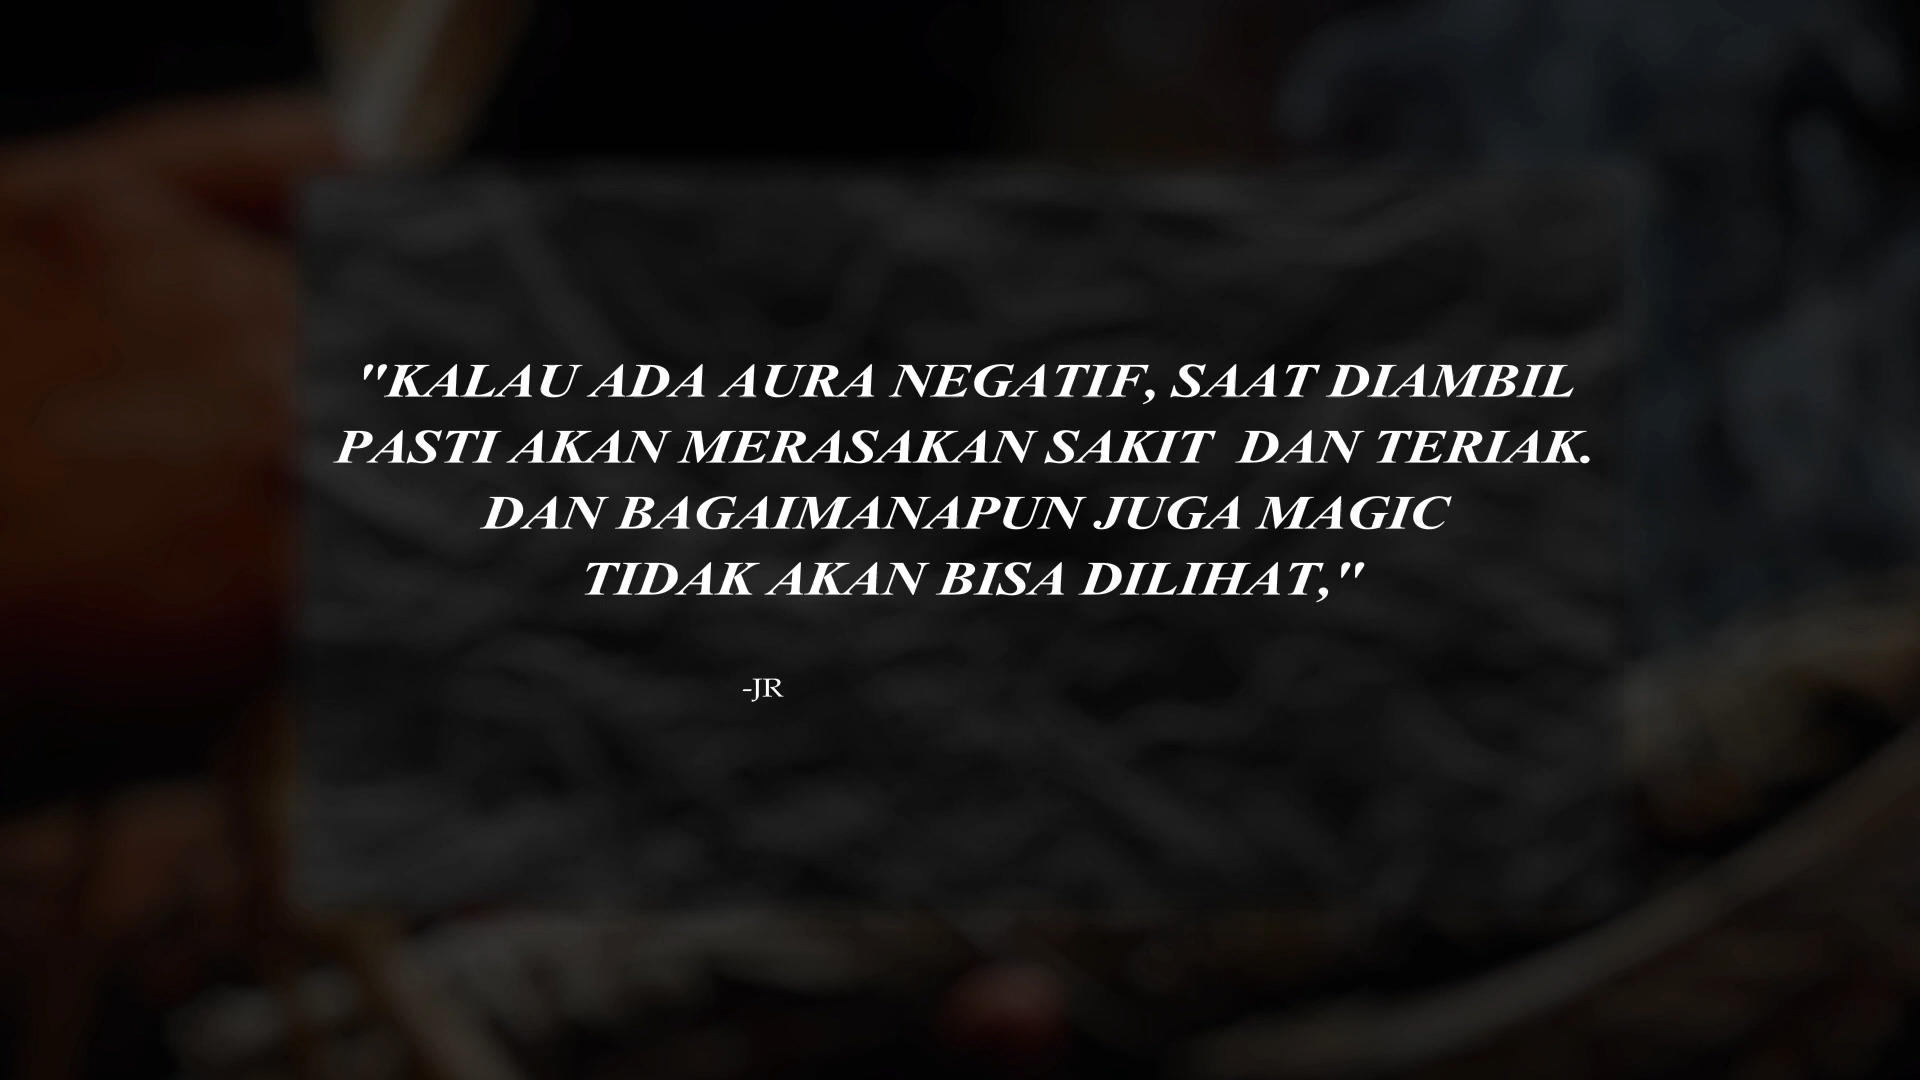 "KALAU ADA AURA NEGATIF, SAAT DIAMBIL
PASTI AKAN MERASAKAN SAKIT  DAN TERIAK.
DAN BAGAIMANAPUN JUGA MAGIC
TIDAK AKAN BISA DILIHAT,"
-JR